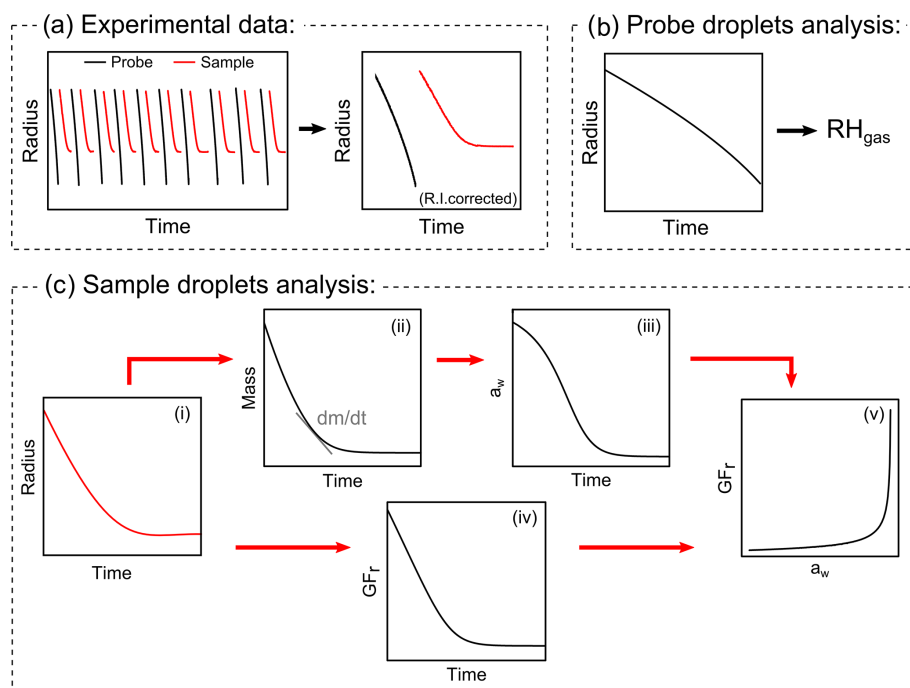 (a) Experimental data:
Probe Sample
Radius
Time
Radius
(R.I.corrected)
Time
(b) Probe droplets analysis:
Radius
Time
RHgas
(c) Sample droplets analysis:
(i)
Radius
Time
(ii)
Mass
dm/dt
Time
(iii)
aw
Time
(iv)
GFr
Time
(v)
GFr
aw